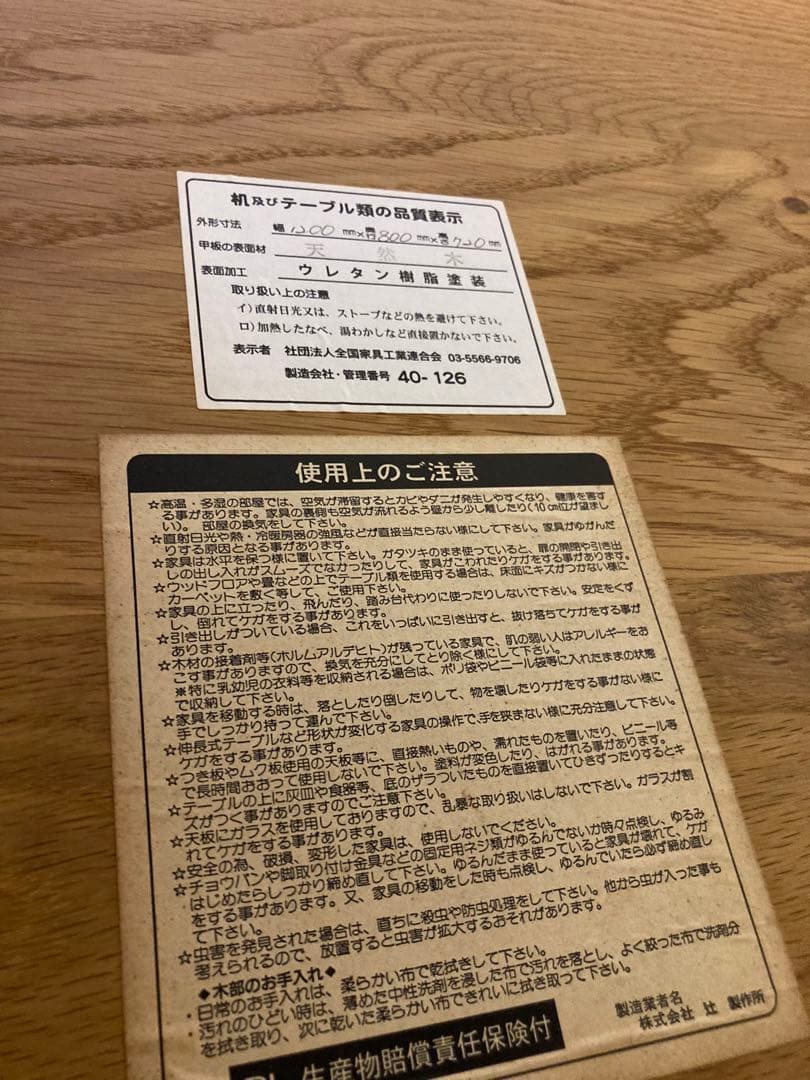 机及びテーブル類の品質表示
外形寸法 幅1200mm×奥行800mm×高さ720mm
甲板の表面材 天然木
表面加工 ウレタン樹脂塗装
取り扱い上の注意
イ)直射日光又は、ストーブなどの熱を避けて下さい。
ロ)加熱したなべ、湯わかしなど直接置かないで下さい。
表示者 社団法人全国家具工業連合会 03-5566-9706
製造会社・管理番号 40-126
使用上のご注意
☆高温・多湿の部屋では、空気が滞留するとカビやダニが発生しやすくなり、健康を害す
る事があります。家具の裏側も空気が流れるよう壁から少し離したり(10cm位が望まし
い)。部屋の換気をして下さい。
☆直射日光や熱・冷暖房器の強風などが直接当たらない様にして下さい。家具がゆがんだ
りする原因となる事があります。
☆家具は水平を保つ様に置いて下さい。ガタツキのまま使っていると、扉の開閉や引き出
しの出し入れがスムーズでなかったりして、家具がこわれたりケガをする事があります。
☆ウッドフロアや畳などの上でテーブル類を使用する場合は、床面にキズがつかない様に
カーペットを敷く等して、ご使用下さい。
☆家具の上に立ったり、飛んだり、踏み台代わりに使ったりしないで下さい。安定をくず
し、倒れてケガをする事があります。
☆引き出しがついている場合、これをいっぱいに引き出すと、抜け落ちてケガをする事が
あります。
☆木材の接着剤等(ホルムアルデヒト)が残っている家具で、肌の弱い人はアレルギーをお
こす事がありますので、換気を充分にしてとり除く様にして下さい。
※特に乳幼児の衣料等を収納される場合は、ポリ袋やビニール袋等に入れたままの状態
で収納して下さい。
☆家具を移動する時は、落としたり倒したりして、物を壊したりケガをする事がない様に
手でしっかり持って運んで下さい。
☆伸長式テーブルなど形状が変化する家具の操作で、手を挟まない様に充分注意して下さい。
ケガをする事があります。
☆つき板やムク板使用の天板等に、直接熱いものや、濡れたものを置いたり、ビニール等
で長時間おおって使用しないで下さい。塗料が変色したり、はがれる事があります。
☆テーブルの上に灰皿や食器等、底のザラついたものを直接置いてひきずったりするとキ
ズがつく事がありますのでご注意下さい。
☆天板にガラスを使用しておりますので、乱暴な取り扱いはしないで下さい。ガラスが割
れてケガをする事があります。
☆安全の為、破損、変形した家具は、使用しないでください。
☆チョウバンや脚取り付け金具などの固定用ネジ類がゆるんでないか時々点検し、ゆるみ
はじめたらしっかり締め直して下さい。ゆるんだまま使っていると家具が壊れて、ケガ
をする事があります。又、家具の移動をした時も点検し、ゆるんでいたら必ず締め直し
て下さい。
☆虫害を発見された場合は、直ちに殺虫や防虫処理をして下さい。他から虫が入った事も
考えられるので、放置すると虫害が拡大するおそれがあります。
◆木部のお手入れ◆
・日常のお手入れは、柔らかい布で乾拭きして下さい。
・汚れのひどい時は、薄めた中性洗剤を浸した布で汚れを落とし、よく絞った布で洗剤分
を拭き取り、次に乾いた柔らかい布できれいに拭き取って下さい。
製造業者名
株式会社 辻 製作所
PL 生産物賠償責任保険付